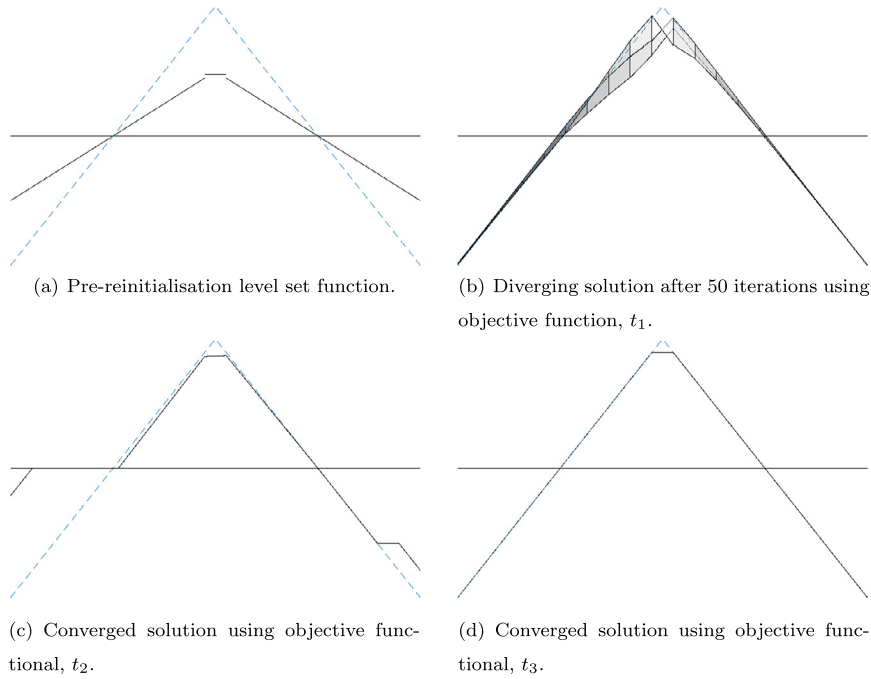 (a) Pre-reinitialisation level set function.
(b) Diverging solution after 50 iterations using
objective function, t₁.
(c) Converged solution using objective func-
tional, t₂.
(d) Converged solution using objective func-
tional, t₃.